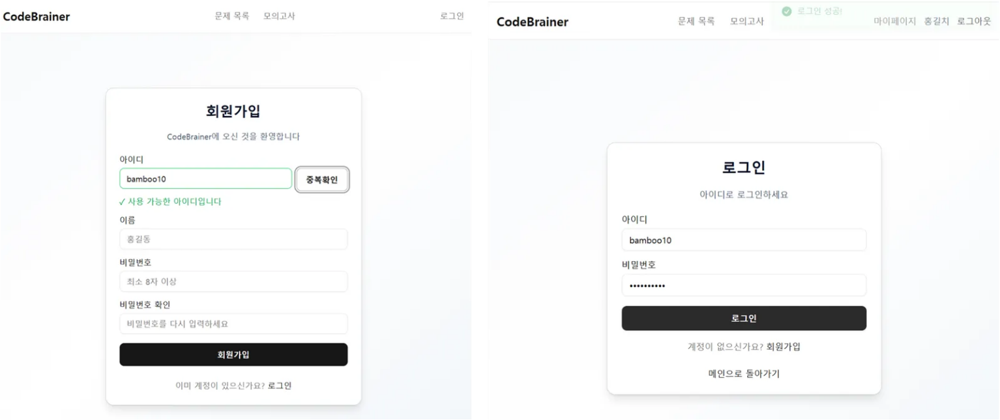 CodeBrainer
문제 목록 모의고사
로그인
회원가입
CodeBrainer에 오신 것을 환영합니다
아이디
bamboo10 중복확인
✓ 사용 가능한 아이디입니다
이름
홍길동
비밀번호
최소 8자 이상
비밀번호 확인
비밀번호를 다시 입력하세요
회원가입
이미 계정이 있으신가요? 로그인
CodeBrainer
문제 목록 모의고사
로그인 성공!
마이페이지 홍길치 로그아웃
로그인
아이디로 로그인하세요
아이디
bamboo10
비밀번호
••••••••••
로그인
계정이 없으신가요? 회원가입
메인으로 돌아가기